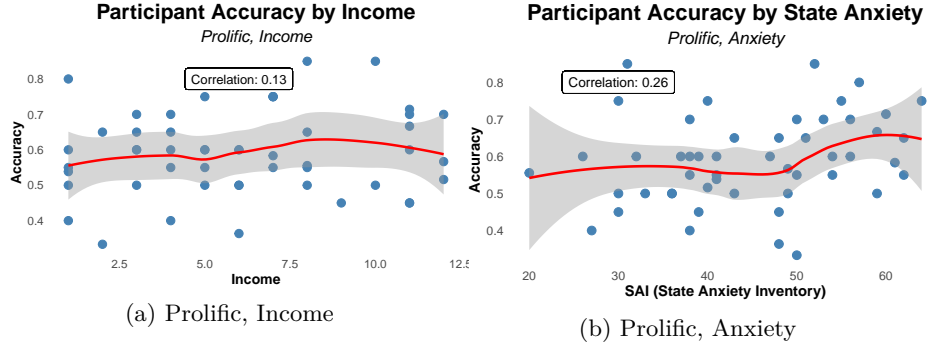 Participant Accuracy by Income
Prolific, Income
Correlation: 0.13
0.8
0.7
0.6
0.5
0.4
Accuracy
2.5 5.0 7.5 10.0 12.5
Income
(a) Prolific, Income
Participant Accuracy by State Anxiety
Prolific, Anxiety
Correlation: 0.26
0.8
0.7
0.6
0.5
0.4
Accuracy
20 30 40 50 60
SAI (State Anxiety Inventory)
(b) Prolific, Anxiety